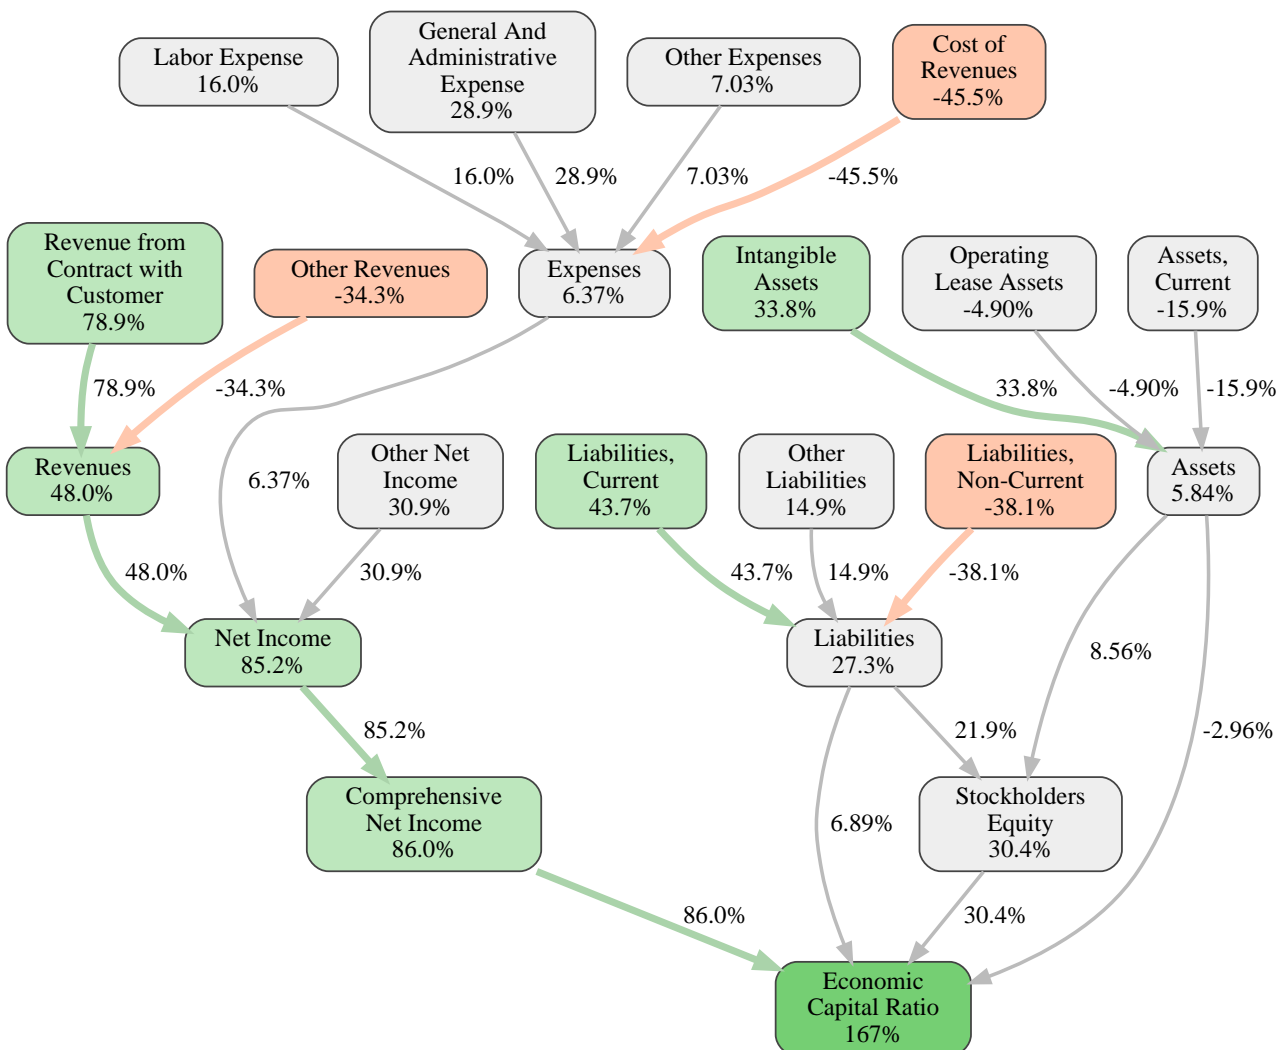 Labor Expense
16.0%
General And
Administrative
Expense
28.9%
Other Expenses
7.03%
Cost of
Revenues
-45.5%
16.0%
28.9%
7.03%
-45.5%
Revenue from
Contract with
Customer
78.9%
Other Revenues
-34.3%
Expenses
6.37%
Intangible
Assets
33.8%
Operating
Lease Assets
-4.90%
Assets,
Current
-15.9%
78.9%
-34.3%
33.8%
-4.90%
-15.9%
Revenues
48.0%
6.37%
Other Net
Income
30.9%
Liabilities,
Current
43.7%
Other
Liabilities
14.9%
Liabilities,
Non-Current
-38.1%
Assets
5.84%
48.0%
30.9%
43.7%
14.9%
-38.1%
Net Income
85.2%
Liabilities
27.3%
8.56%
85.2%
21.9%
-2.96%
Comprehensive
Net Income
86.0%
6.89%
Stockholders
Equity
30.4%
86.0%
30.4%
Economic
Capital Ratio
167%